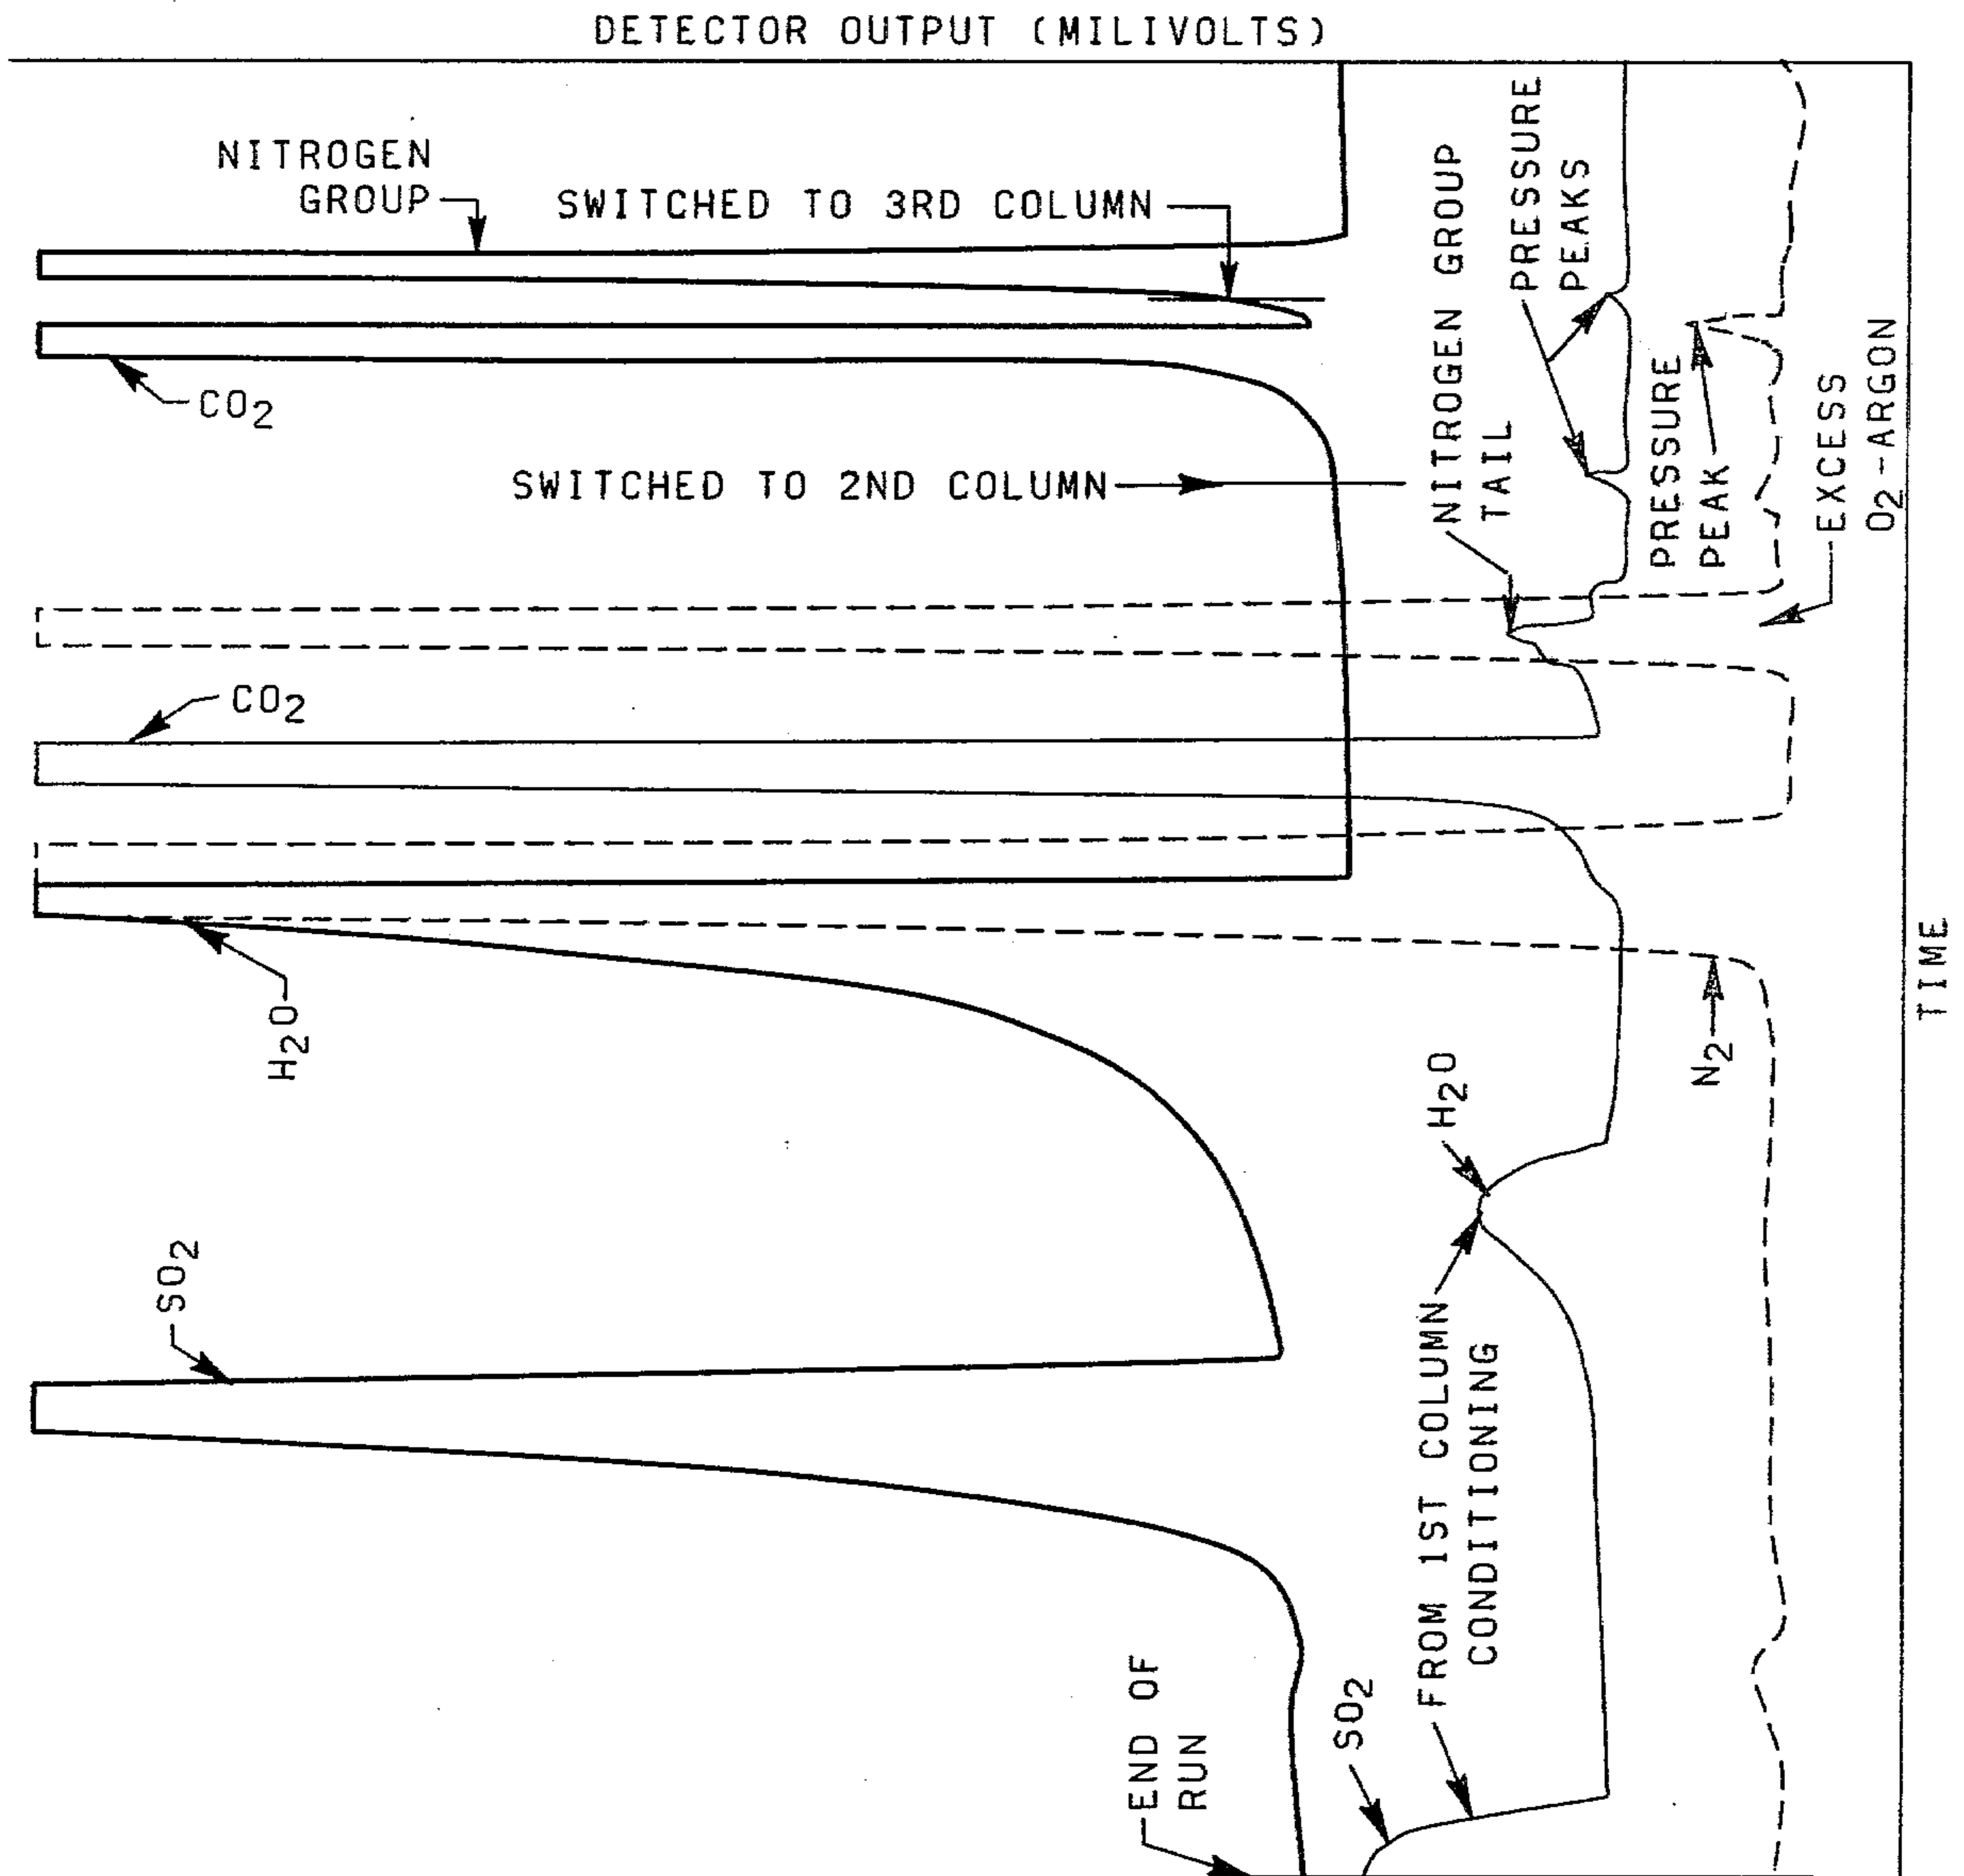 DETECTOR OUTPUT (MILIVOLTS)
NITROGEN
GROUP
SWITCHED TO 3RD COLUMN
CO2
SWITCHED TO 2ND COLUMN
NITROGEN GROUP
TAIL
PRESSURE
PEAKS
PRESSURE
PEAK
EXCESS
O2-ARGON
CO2
H2O
N2
TIME
H2O
SO2
FROM 1ST COLUMN
CONDITIONING
SO2
END OF
RUN